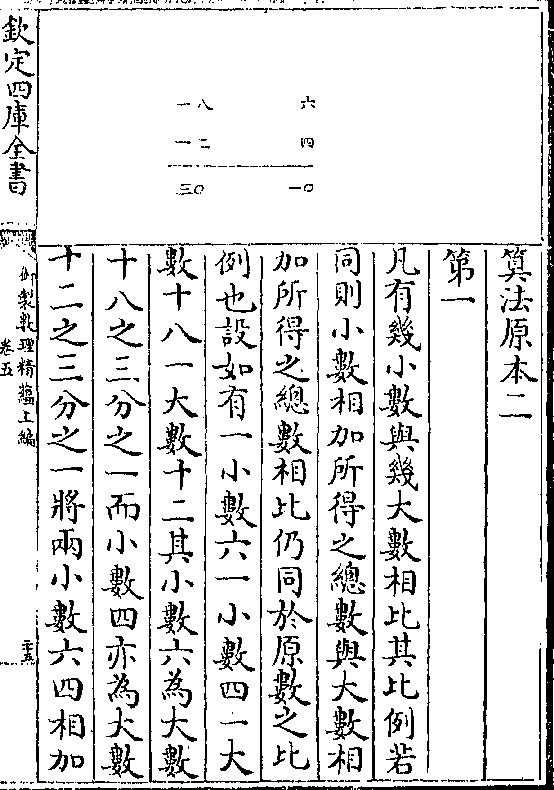 算法原本二
第一
凡有幾小數與幾大數相比其比例若
同則小數相加所得之總數與大數相
加所得之總數相比仍同於原數之比
例也設如有一小數六一小數四一大
數十八一大數十二其小數六為大數
十八之三分之一而小數四亦為大數
十二之三分之一將兩小數六四相加
六
四
一〇
一八
一二
三〇
欽定四庫全書
御製數理精蘊上編
卷五
二十五